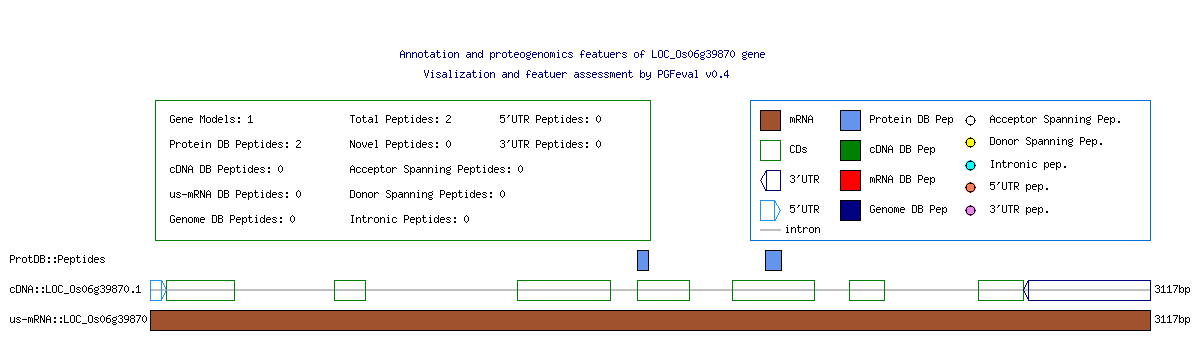 Annotation and proteogenomics featuers of LOC_Os06g39870 gene
Visalization and featuer assessment by PGFeval v0.4
Gene Models: 1 Total Peptides: 2 5'UTR Peptides: 0
Protein DB Peptides: 2 Novel Peptides: 0 3'UTR Peptides: 0
cDNA DB Peptides: 0 Acceptor Spanning Peptides: 0
us-mRNA DB Peptides: 0 Donor Spanning Peptides: 0
Genome DB Peptides: 0 Intronic Peptides: 0
mRNA Protein DB Pep Acceptor Spanning Pep.
CDs cDNA DB Pep Donor Spanning Pep.
3'UTR mRNA DB Pep Intronic pep.
5'UTR Genome DB Pep 5'UTR pep.
intron 3'UTR pep.
ProtDB::Peptides
cDNA::LOC_Os06g39870.1 3117bp
us-mRNA::LOC_Os06g39870 3117bp